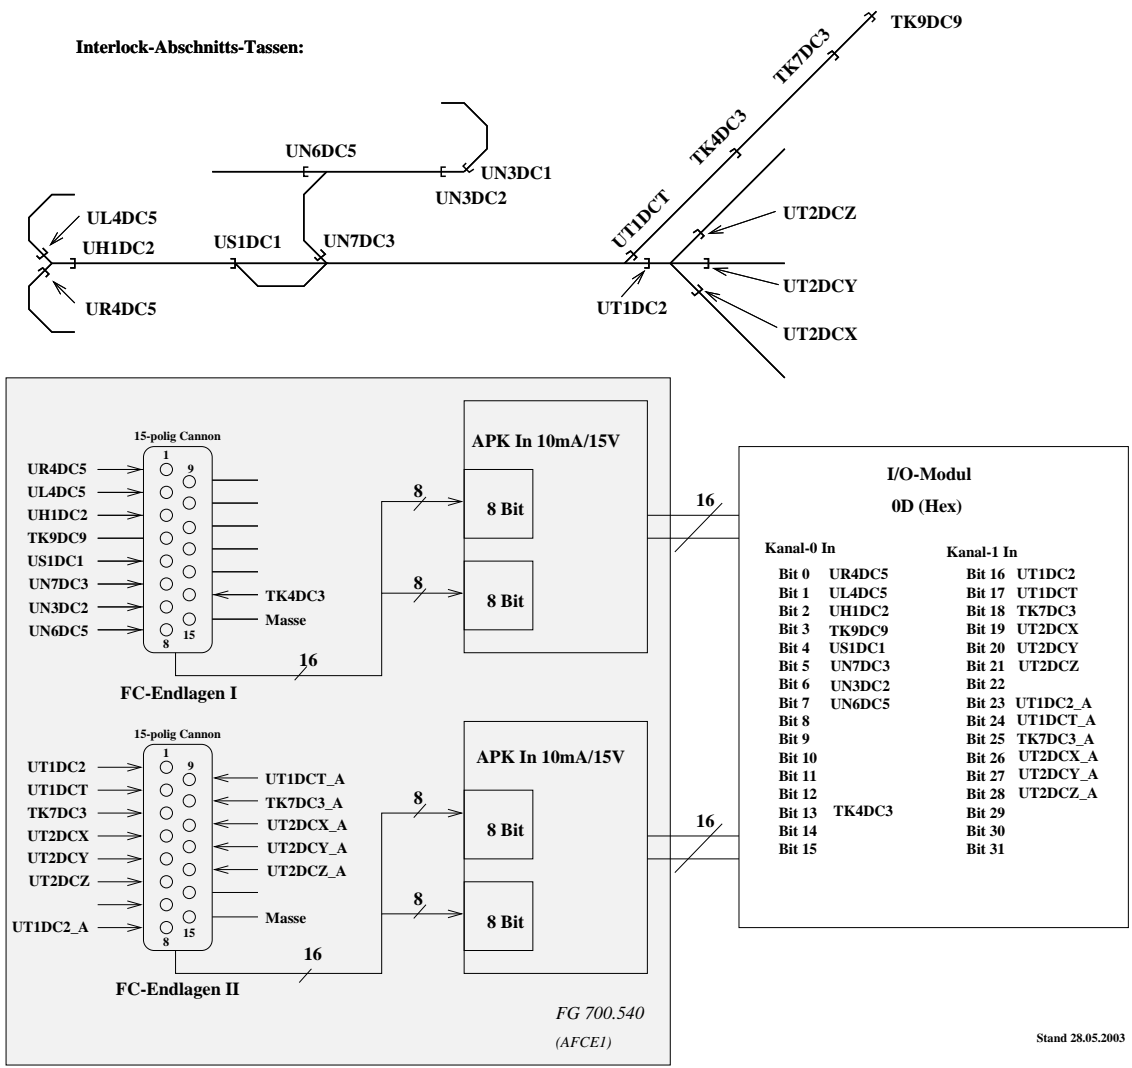 Interlock-Abschnitts-Tassen:
TK9DC9
TK7DC3
TK4DC3
UT1DCT
UN6DC5
UN3DC1
UN3DC2
UL4DC5
UH1DC2
US1DC1
UN7DC3
UR4DC5
UT1DC2
UT2DCZ
UT2DCY
UT2DCX
15-polig Cannon
1
9
UR4DC5
UL4DC5
UH1DC2
TK9DC9
US1DC1
UN7DC3
UN3DC2
UN6DC5
TK4DC3
Masse
8
15
16
FC-Endlagen I
APK In 10mA/15V
8
8 Bit
8
8 Bit
16
15-polig Cannon
1
9
UT1DC2
UT1DCT
TK7DC3
UT2DCX
UT2DCY
UT2DCZ
UT1DC2_A
UT1DCT_A
TK7DC3_A
UT2DCX_A
UT2DCY_A
UT2DCZ_A
Masse
8
15
16
FC-Endlagen II
APK In 10mA/15V
8
8 Bit
8
8 Bit
16
FG 700.540
(AFCE1)
I/O-Modul
0D (Hex)
Kanal-0 In
Bit 0 UR4DC5
Bit 1 UL4DC5
Bit 2 UH1DC2
Bit 3 TK9DC9
Bit 4 US1DC1
Bit 5 UN7DC3
Bit 6 UN3DC2
Bit 7 UN6DC5
Bit 8
Bit 9
Bit 10
Bit 11
Bit 12
Bit 13 TK4DC3
Bit 14
Bit 15
Kanal-1 In
Bit 16 UT1DC2
Bit 17 UT1DCT
Bit 18 TK7DC3
Bit 19 UT2DCX
Bit 20 UT2DCY
Bit 21 UT2DCZ
Bit 22
Bit 23 UT1DC2_A
Bit 24 UT1DCT_A
Bit 25 TK7DC3_A
Bit 26 UT2DCX_A
Bit 27 UT2DCY_A
Bit 28 UT2DCZ_A
Bit 29
Bit 30
Bit 31
Stand 28.05.2003